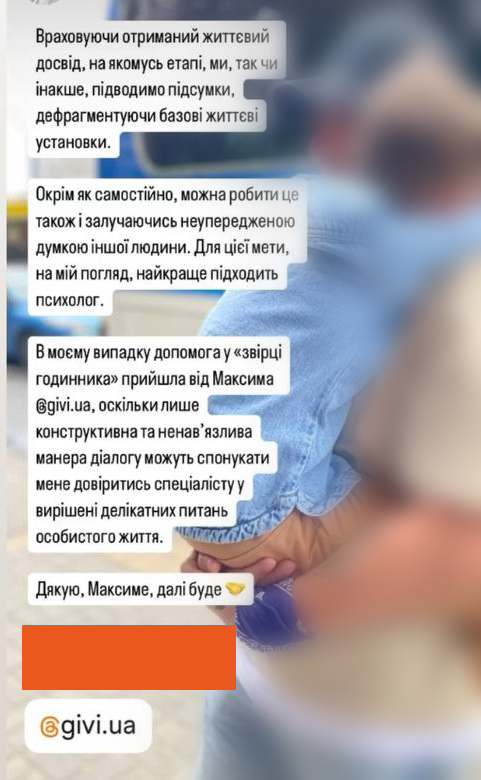 Враховуючи отриманий життєвий
досвід, на якомусь етапі, ми, так чи
інакше, підводимо підсумки,
дефрагментуючи базові життєві
установки.
Окрім як самостійно, можна робити це
також і залучаючись неупередженою
думкою іншої людини. Для цієї мети,
на мій погляд, найкраще підходить
психолог.
В моєму випадку допомога у «звірці
годинника» прийшла від Максима
@givi.ua, оскільки лише
конструктивна та ненав’язлива
манера діалогу можуть спонукати
мене довіритись спеціалісту у
вирішені делікатних питань
особистого життя.
Дякую, Максиме, далі буде 🤝
@givi.ua